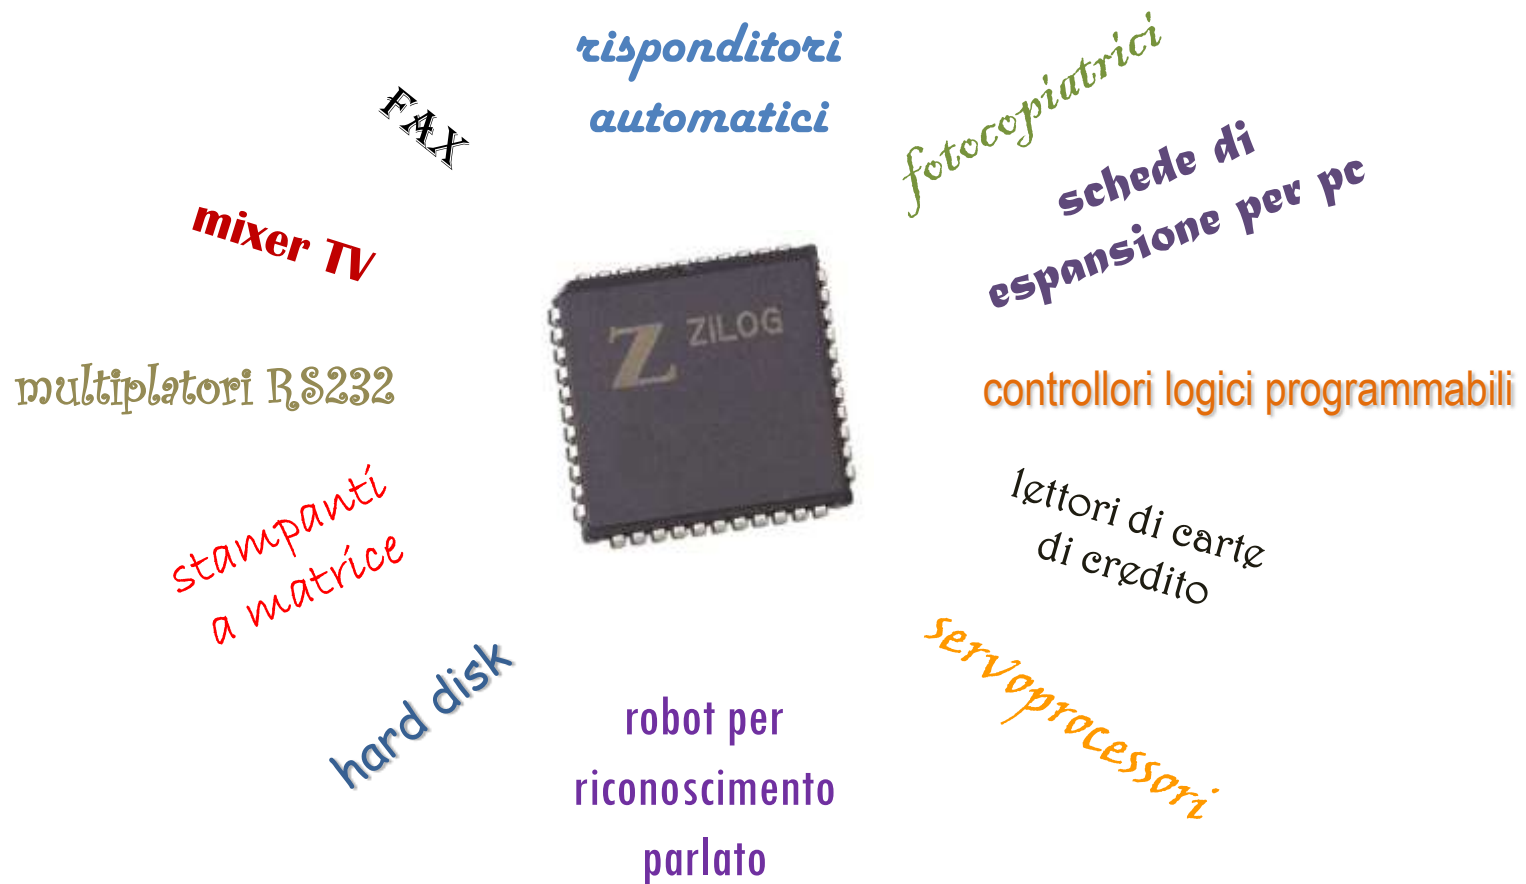 risponditori
automatici
fotocopiatrici
FAX
schede di
espansione per pc
mixer TV
Z ZILOG
multiplatori RS232
controllori logici programmabili
stampanti
a matrice
lettori di carte
di credito
hard disk
servoprocessori
robot per
riconoscimento
parlato